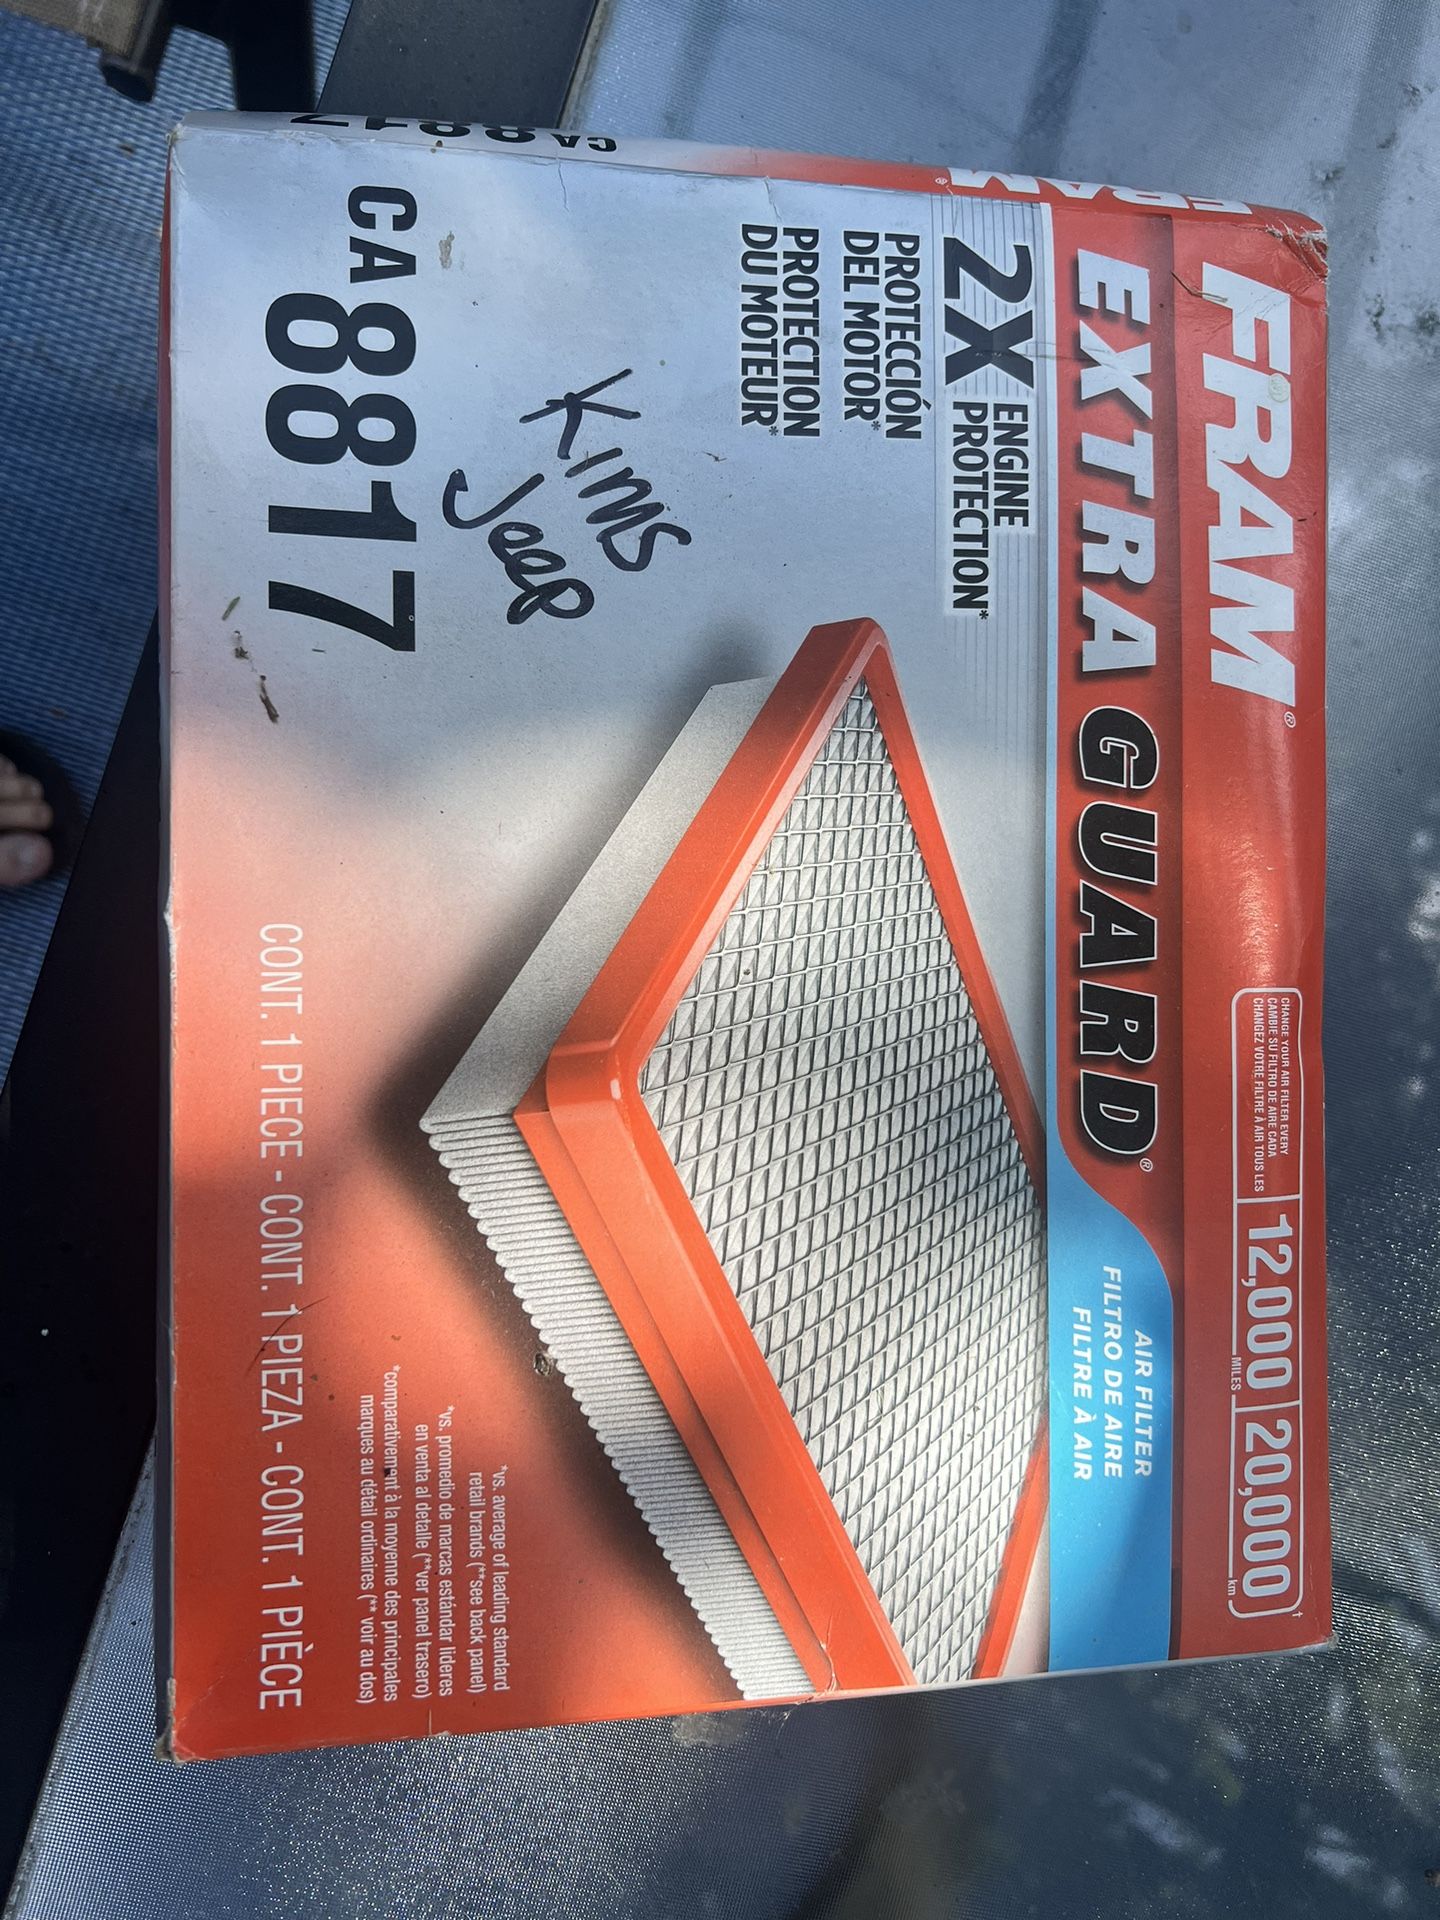 FRAM®
CHANGE YOUR AIR FILTER EVERY
CAMBIE SU FILTRO DE AIRE CADA
CHANGEZ VOTRE FILTRE À AIR TOUS LES
12,000 MILES
20,000 km†
EXTRA GUARD®
AIR FILTER
FILTRO DE AIRE
FILTRE À AIR
2X ENGINE
PROTECTION*
PROTECCIÓN
DEL MOTOR*
PROTECTION
DU MOTEUR*
Kims
Jeep
CA8817
*vs. average of leading standard
retail brands (**see back panel)
*vs. promedio de marcas estándar líderes
en venta al detalle (**ver panel trasero)
*comparativement à la moyenne des principales
marques au détail ordinaires (** voir au dos)
CONT. 1 PIECE - CONT. 1 PIEZA - CONT. 1 PIÈCE
FRAM®
CA8817